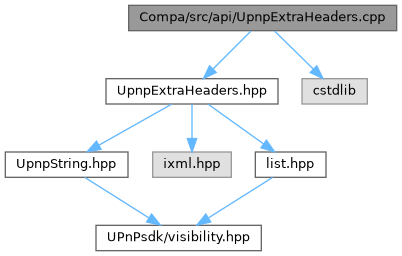 Compa/src/api/UpnpExtraHeaders.cpp
UpnpExtraHeaders.hpp
cstdlib
UpnpString.hpp
ixml.hpp
list.hpp
UPnPsdk/visibility.hpp